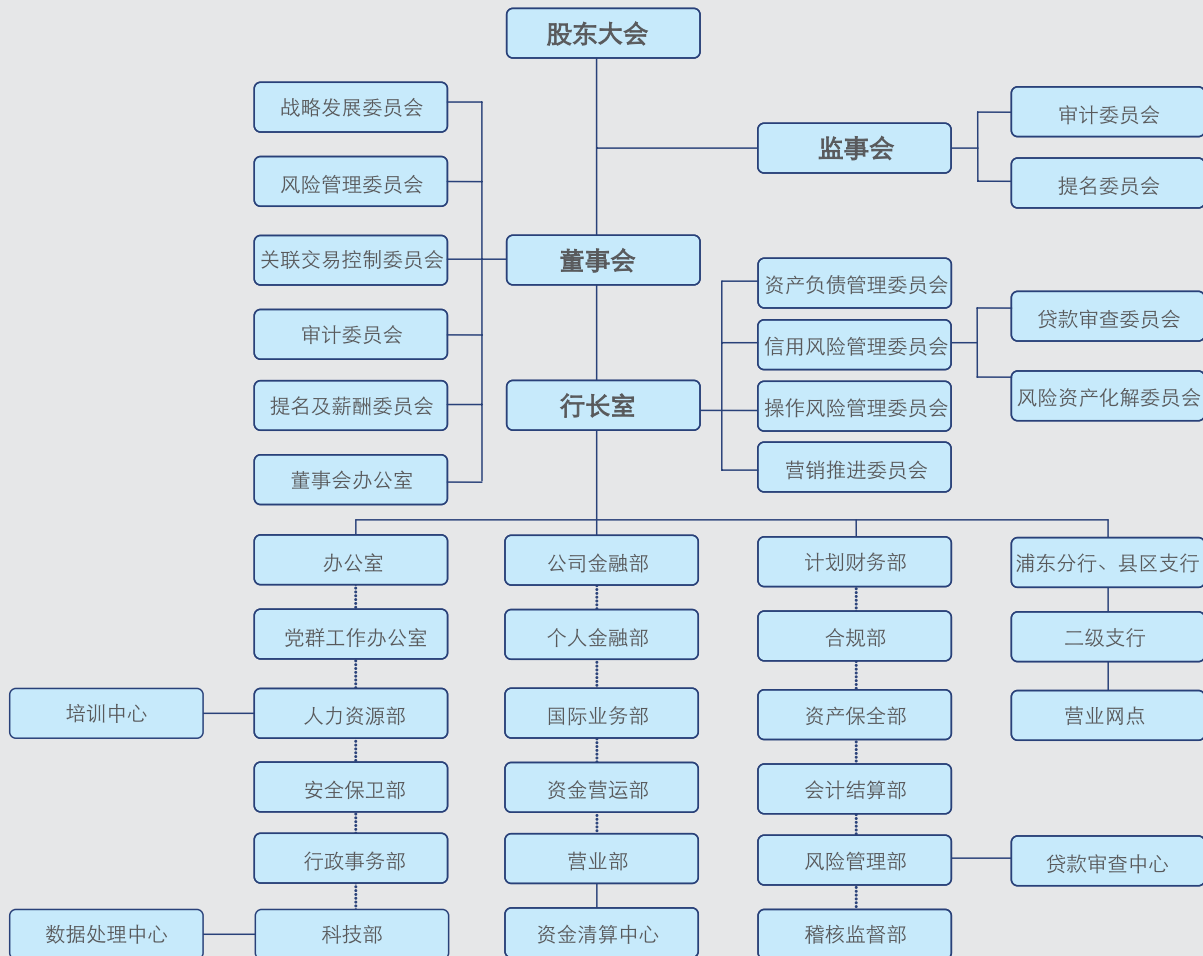 股东大会
战略发展委员会
审计委员会
监事会
提名委员会
风险管理委员会
关联交易控制委员会
董事会
资产负债管理委员会
贷款审查委员会
审计委员会
信用风险管理委员会
提名及薪酬委员会
行长室
操作风险管理委员会
风险资产化解委员会
董事会办公室
营销推进委员会
办公室
公司金融部
计划财务部
浦东分行、县区支行
党群工作办公室
个人金融部
合规部
二级支行
培训中心
人力资源部
国际业务部
资产保全部
营业网点
安全保卫部
资金营运部
会计结算部
行政事务部
营业部
风险管理部
贷款审查中心
数据处理中心
科技部
资金清算中心
稽核监督部